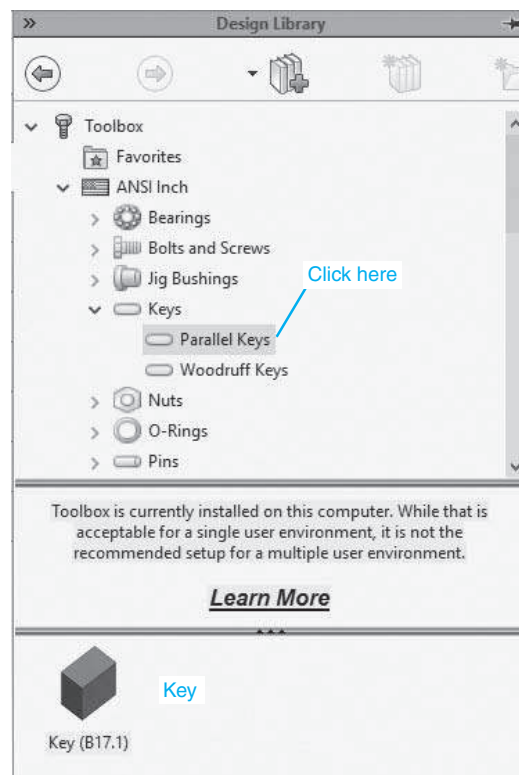 Design Library
Toolbox
Favorites
ANSI Inch
Bearings
Bolts and Screws
Jig Bushings
Click here
Keys
Parallel Keys
Woodruff Keys
Nuts
O-Rings
Pins
Toolbox is currently installed on this computer. While that is
acceptable for a single user environment, it is not the
recommended setup for a multiple user environment.
Learn More
Key
Key (B17.1)